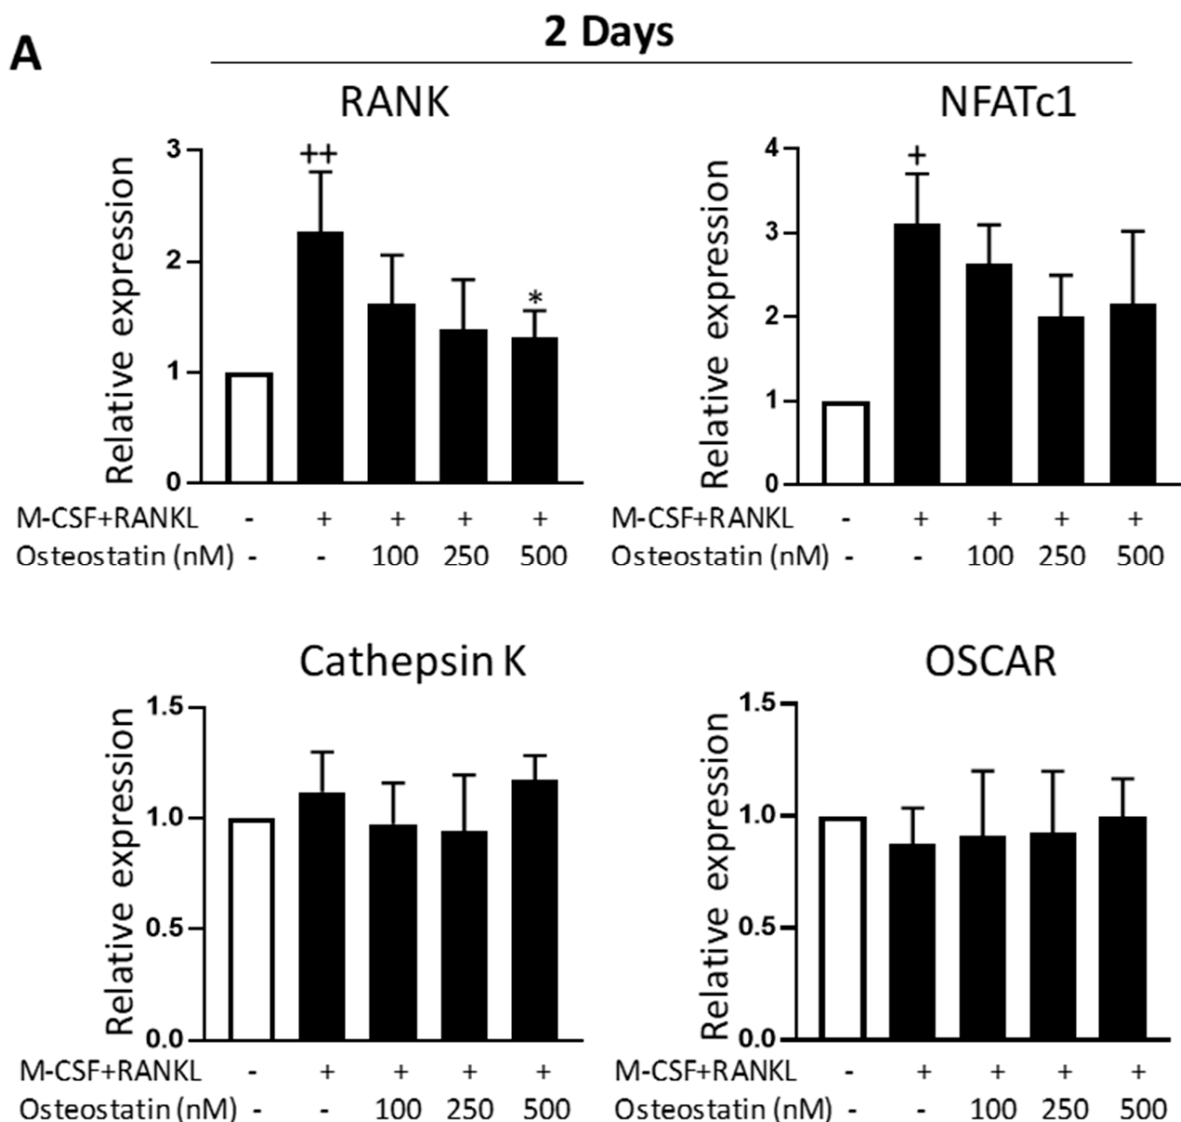 A
2 Days
RANK
++
*
3
2
1
0
Relative expression
M-CSF+RANKL - + + + +
Osteostatin (nM) - - 100 250 500
NFATc1
+
4
3
2
1
0
Relative expression
M-CSF+RANKL - + + + +
Osteostatin (nM) - - 100 250 500
Cathepsin K
1.5
1.0
0.5
0.0
Relative expression
M-CSF+RANKL - + + + +
Osteostatin (nM) - - 100 250 500
OSCAR
1.5
1.0
0.5
0.0
Relative expression
M-CSF+RANKL - + + + +
Osteostatin (nM) - - 100 250 500